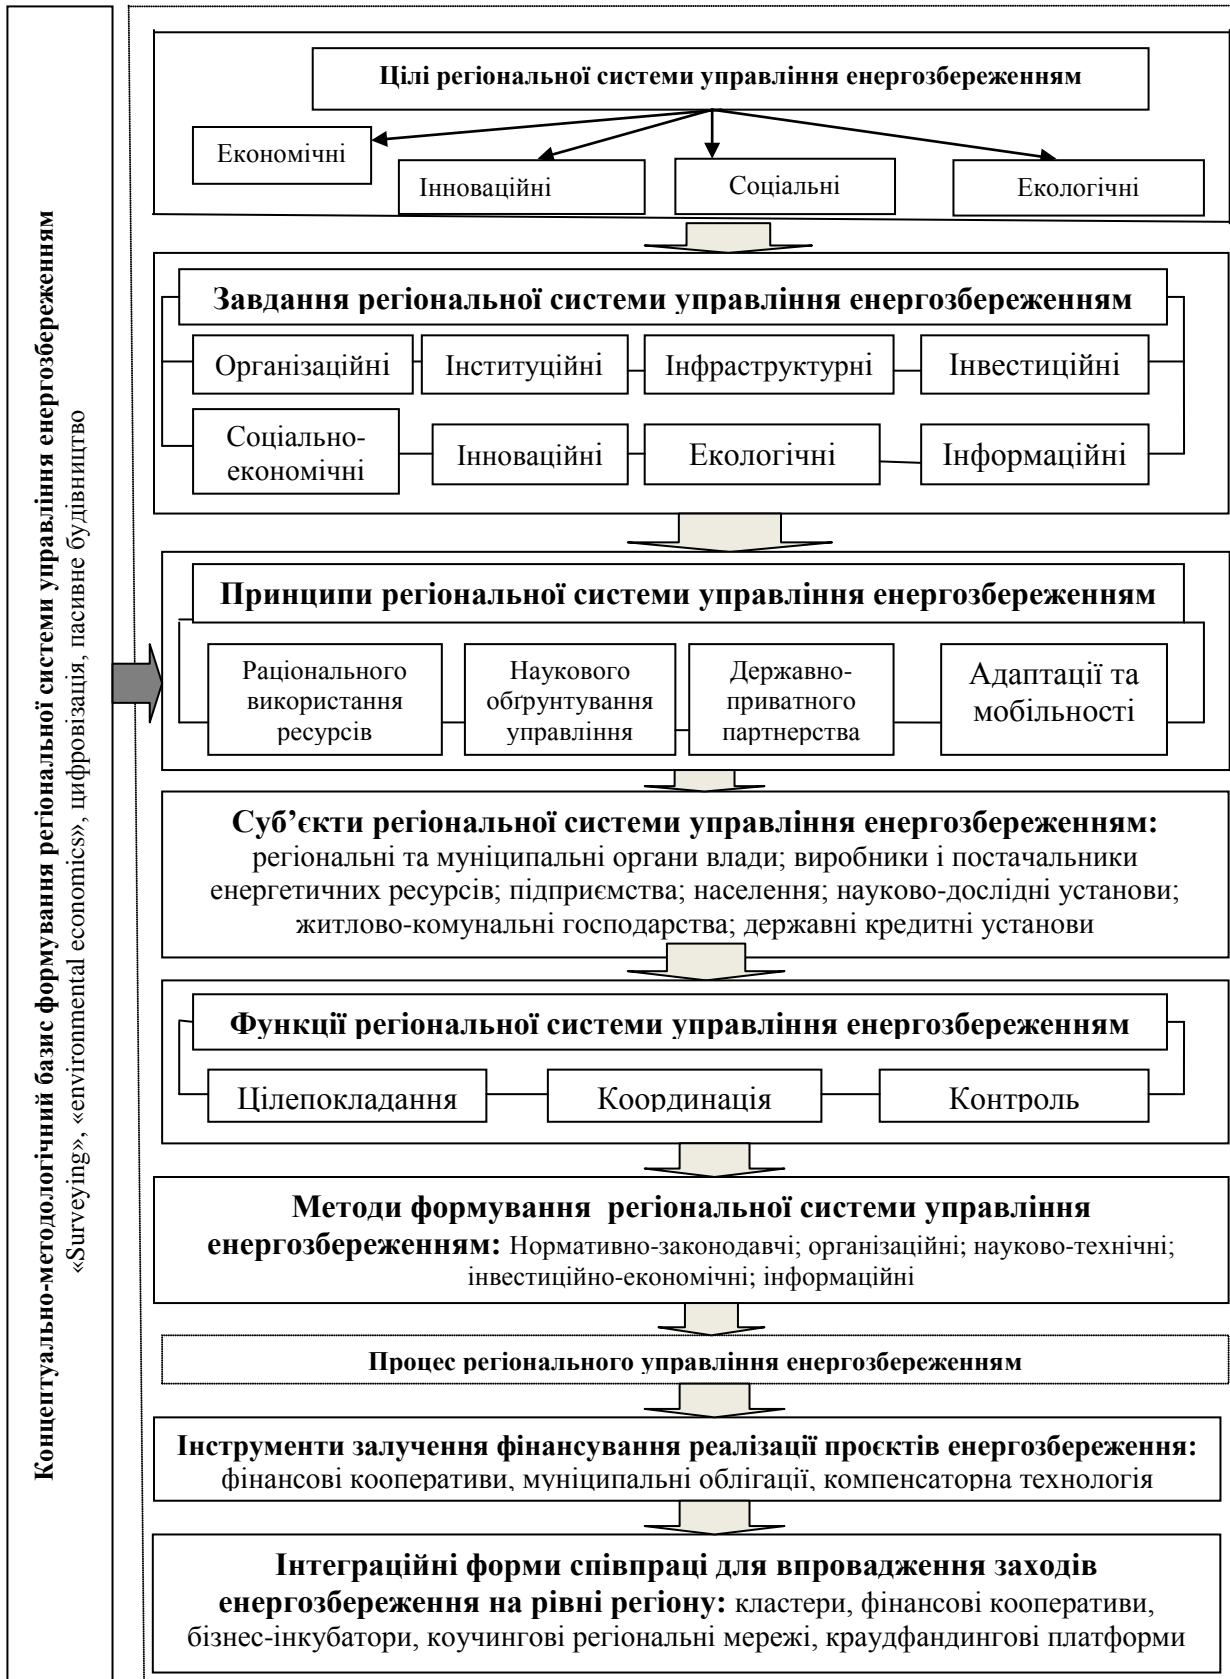 Концептуально-методологічний базис формування регіональної системи управління енергозбереженням
«Surveying», «environmental economics», цифровізація, пасивне будівництво
Цілі регіональної системи управління енергозбереженням
Економічні
Інноваційні
Соціальні
Екологічні
Завдання регіональної системи управління енергозбереженням
Організаційні
Інституційні
Інфраструктурні
Інвестиційні
Соціально-
економічні
Інноваційні
Екологічні
Інформаційні
Принципи регіональної системи управління енергозбереженням
Раціонального
використання
ресурсів
Наукового
обґрунтування
управління
Державно-
приватного
партнерства
Адаптації та
мобільності
Суб’єкти регіональної системи управління енергозбереженням:
регіональні та муніципальні органи влади; виробники і постачальники
енергетичних ресурсів; підприємства; населення; науково-дослідні установи;
житлово-комунальні господарства; державні кредитні установи
Функції регіональної системи управління енергозбереженням
Цілепокладання
Координація
Контроль
Методи формування регіональної системи управління
енергозбереженням: Нормативно-законодавчі; організаційні; науково-технічні;
інвестиційно-економічні; інформаційні
Процес регіонального управління енергозбереженням
Інструменти залучення фінансування реалізації проєктів енергозбереження:
фінансові кооперативи, муніципальні облігації, компенсаторна технологія
Інтеграційні форми співпраці для впровадження заходів
енергозбереження на рівні регіону: кластери, фінансові кооперативи,
бізнес-інкубатори, коучингові регіональні мережі, краудфандингові платформи